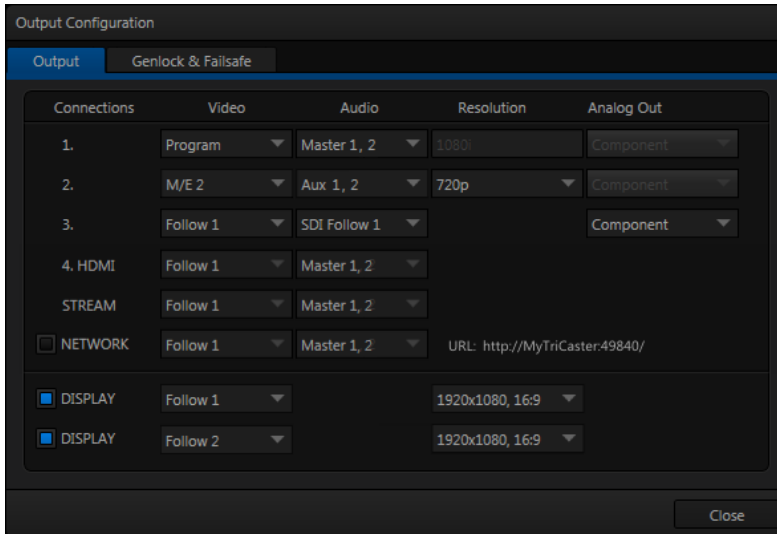 Output Configuration
Output Genlock & Failsafe
Connections Video Audio Resolution Analog Out
1. Program Master 1, 2 1080i Component
2. M/E 2 Aux 1, 2 720p Component
3. Follow 1 SDI Follow 1 Component
4. HDMI Follow 1 Master 1, 2
STREAM Follow 1 Master 1, 2
NETWORK Follow 1 Master 1, 2 URL: http://MyTriCaster:49840/
DISPLAY Follow 1 1920x1080, 16:9
DISPLAY Follow 2 1920x1080, 16:9
Close